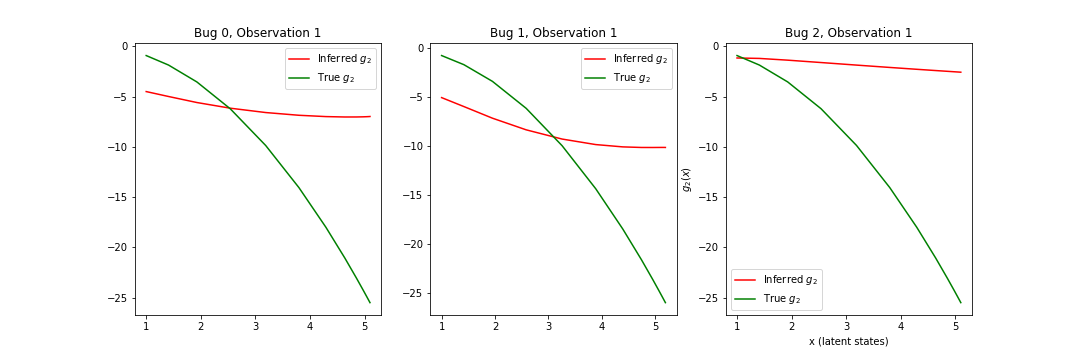 Bug 0, Observation 1
Inferred g₂
True g₂
0
−5
−10
−15
−20
−25
1 2 3 4 5
Bug 1, Observation 1
Inferred g₂
True g₂
0
−5
−10
−15
−20
−25
1 2 3 4 5
Bug 2, Observation 1
g₂(x)
0
−5
−10
−15
−20
−25
Inferred g₂
True g₂
1 2 3 4 5
x (latent states)